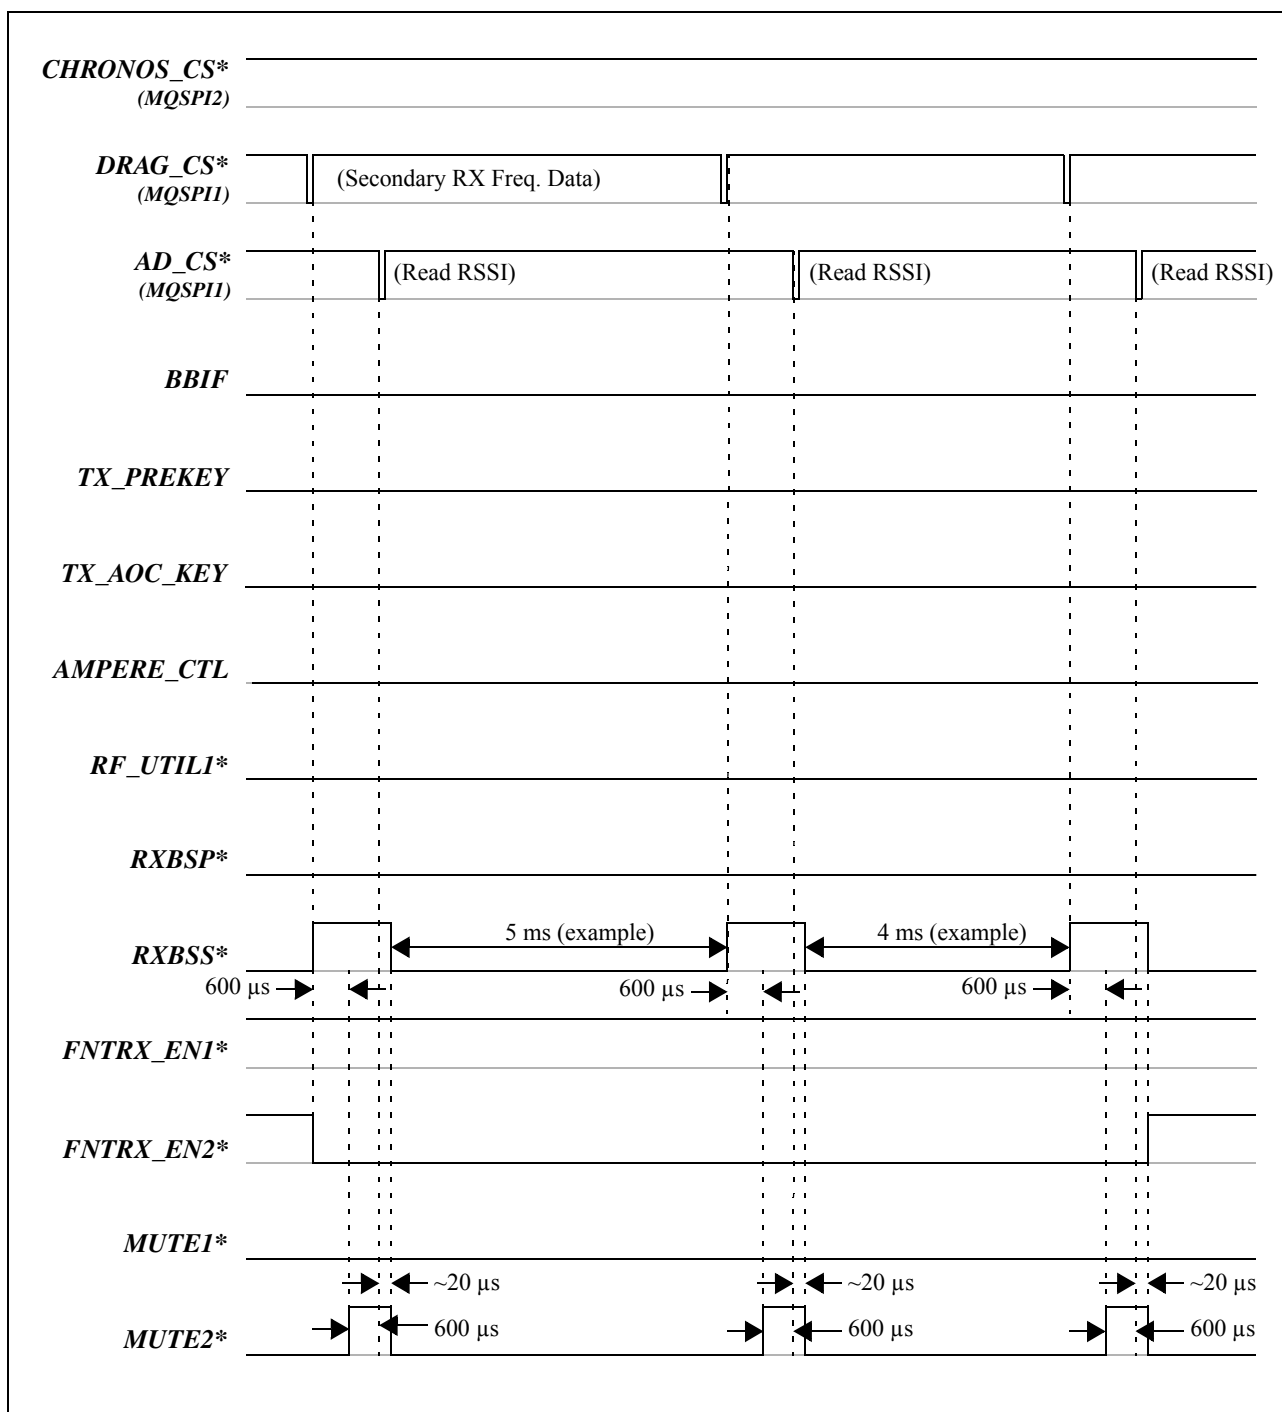 CHRONOS_CS*
(MQSPI2)
DRAG_CS*
(MQSPI1)
(Secondary RX Freq. Data)
AD_CS*
(MQSPI1)
(Read RSSI) (Read RSSI) (Read RSSI)
BBIF
TX_PREKEY
TX_AOC_KEY
AMPERE_CTL
RF_UTIL1*
RXBSP*
RXBSS*
5 ms (example) 4 ms (example)
600 µs 600 µs 600 µs
FNTRX_EN1*
FNTRX_EN2*
MUTE1*
~20 µs ~20 µs ~20 µs
MUTE2*
600 µs 600 µs 600 µs